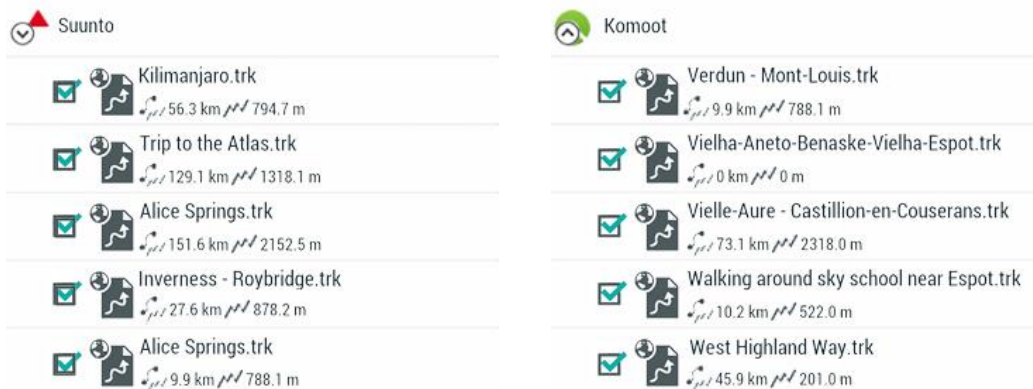 Suunto
Kilimanjaro.trk
56.3 km 794.7 m
Trip to the Atlas.trk
129.1 km 1318.1 m
Alice Springs.trk
151.6 km 2152.5 m
Inverness - Roybridge.trk
27.6 km 878.2 m
Alice Springs.trk
9.9 km 788.1 m
Komoot
Verdun - Mont-Louis.trk
9.9 km 788.1 m
Vielha-Aneto-Benaske-Vielha-Espot.trk
0 km 0 m
Vielle-Aure - Castillion-en-Couserans.trk
73.1 km 2318.0 m
Walking around sky school near Espot.trk
10.2 km 522.0 m
West Highland Way.trk
45.9 km 201.0 m